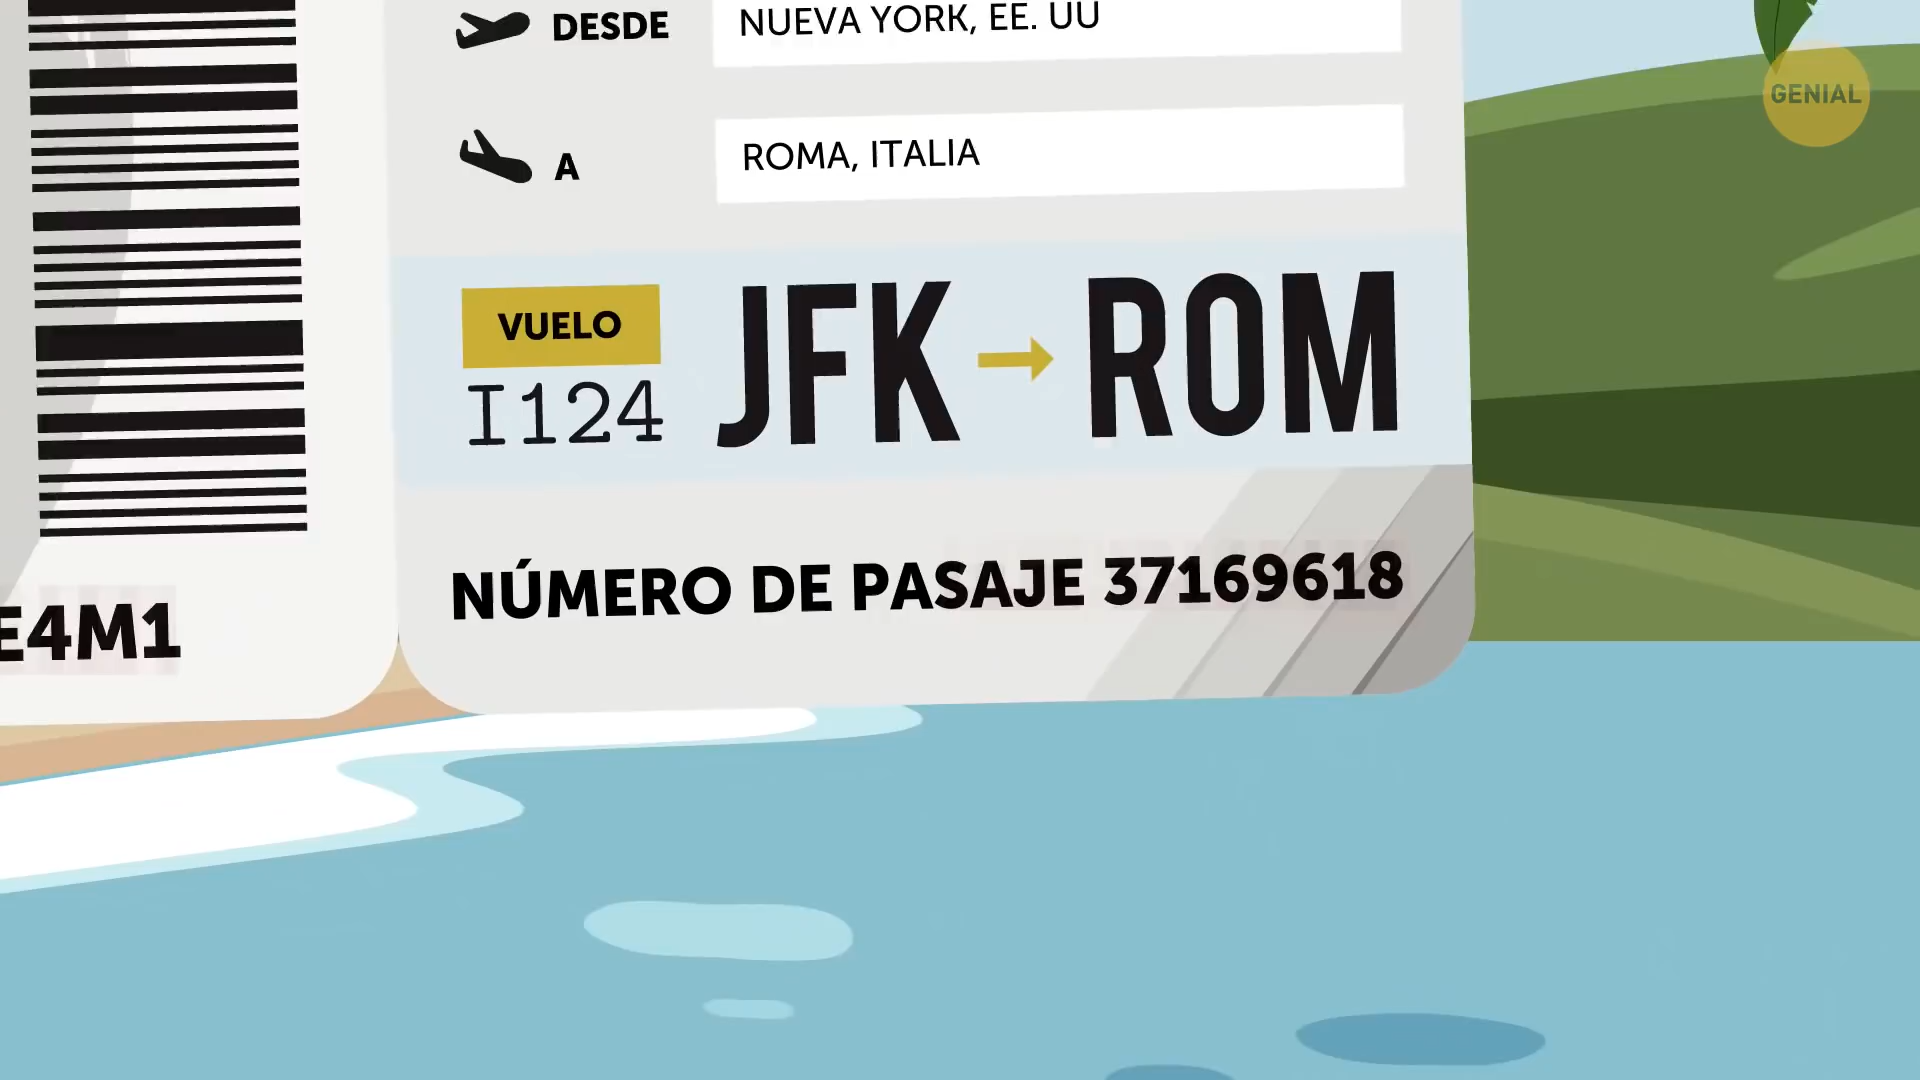 DESDE NUEVA YORK, EE. UU
GENIAL
A ROMA, ITALIA
VUELO
I124
JFK → ROM
NÚMERO DE PASAJE 37169618
E4M1